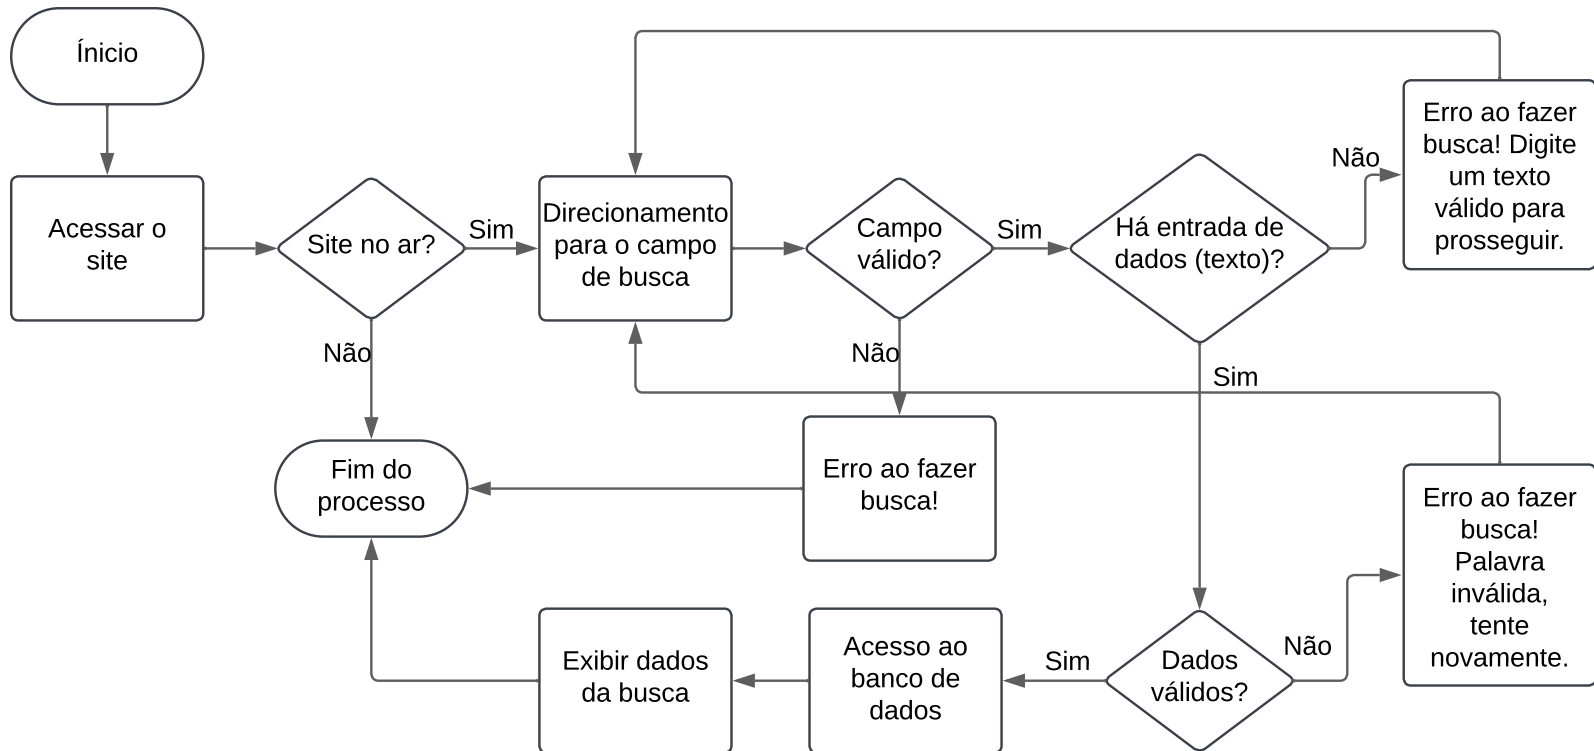 Ínicio
Acessar o
site
Site no ar?
Sim
Não
Direcionamento
para o campo
de busca
Campo
válido?
Sim
Não
Há entrada de
dados (texto)?
Não
Sim
Erro ao fazer
busca! Digite
um texto
válido para
prosseguir.
Fim do
processo
Erro ao fazer
busca!
Erro ao fazer
busca!
Palavra
inválida,
tente
novamente.
Exibir dados
da busca
Acesso ao
banco de
dados
Sim
Dados
válidos?
Não